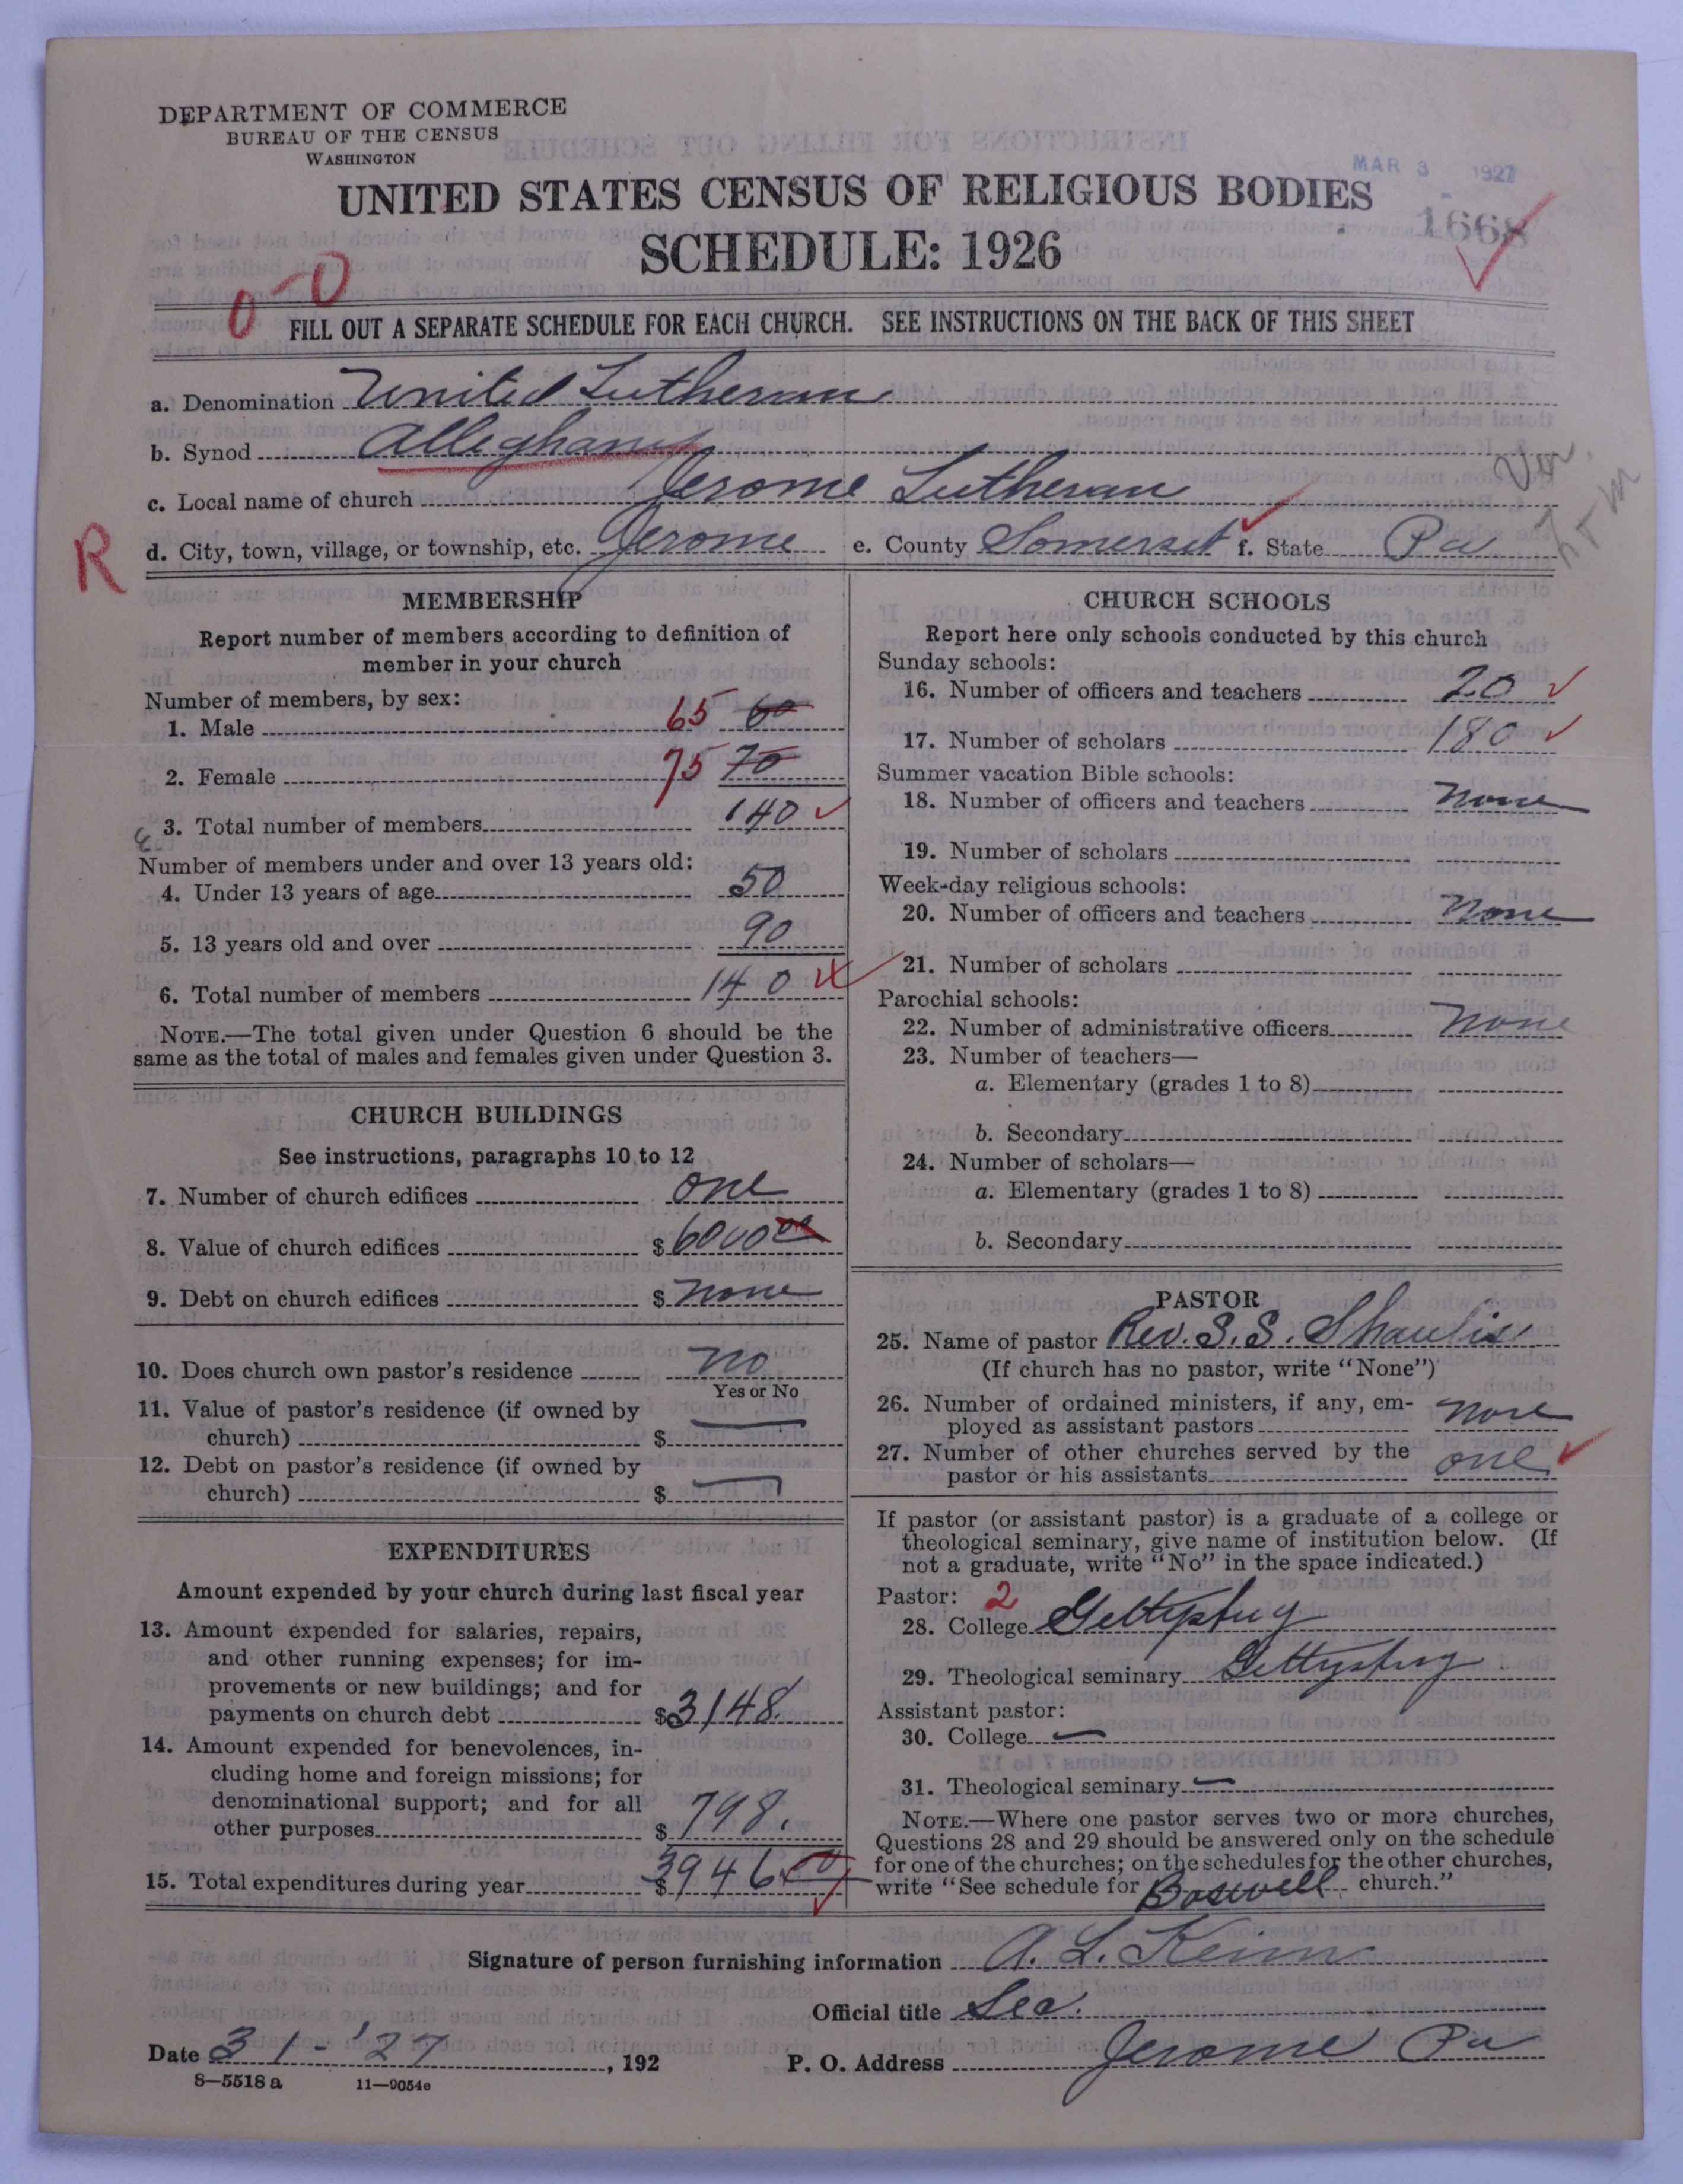 DEPARTMENT OF COMMERCE
BUREAU OF THE CENSUS
WASHINGTON
MAR 3 1927
UNITED STATES CENSUS OF RELIGIOUS BODIES
1668
SCHEDULE: 1926
0-0
FILL OUT A SEPARATE SCHEDULE FOR EACH CHURCH. SEE INSTRUCTIONS ON THE BACK OF THIS SHEET
a. Denomination United Lutheran
b. Synod Alleghany
c. Local name of church Jerome Lutheran
R
d. City, town, village, or township, etc. Jerome e. County Somerset f. State Pa
MEMBERSHIP
Report number of members according to definition of
member in your church
Number of members, by sex:
1. Male 65 60
2. Female 75 70
3. Total number of members 140
Number of members under and over 13 years old:
4. Under 13 years of age 50
5. 13 years old and over 90
6. Total number of members 140
NOTE.—The total given under Question 6 should be the
same as the total of males and females given under Question 3.
CHURCH BUILDINGS
See instructions, paragraphs 10 to 12
7. Number of church edifices one
8. Value of church edifices $ 6000 00
9. Debt on church edifices $ none
10. Does church own pastor's residence no
Yes or No
11. Value of pastor's residence (if owned by
church) $
12. Debt on pastor's residence (if owned by
church) $
EXPENDITURES
Amount expended by your church during last fiscal year
13. Amount expended for salaries, repairs,
and other running expenses; for im-
provements or new buildings; and for
payments on church debt $ 3148.
14. Amount expended for benevolences, in-
cluding home and foreign missions; for
denominational support; and for all
other purposes $ 798.
15. Total expenditures during year $ 3946.00
CHURCH SCHOOLS
Report here only schools conducted by this church
Sunday schools:
16. Number of officers and teachers 20
17. Number of scholars 180
Summer vacation Bible schools:
18. Number of officers and teachers none
19. Number of scholars
Week-day religious schools:
20. Number of officers and teachers none
21. Number of scholars
Parochial schools:
22. Number of administrative officers none
23. Number of teachers—
a. Elementary (grades 1 to 8)
b. Secondary
24. Number of scholars—
a. Elementary (grades 1 to 8)
b. Secondary
PASTOR
25. Name of pastor Rev. S. S. Shaulis
(If church has no pastor, write "None")
26. Number of ordained ministers, if any, em-
ployed as assistant pastors none
27. Number of other churches served by the
pastor or his assistants one
If pastor (or assistant pastor) is a graduate of a college or
theological seminary, give name of institution below. (If
not a graduate, write "No" in the space indicated.)
Pastor: 2
28. College Gettysburg
29. Theological seminary Gettysburg
Assistant pastor:
30. College —
31. Theological seminary —
NOTE.—Where one pastor serves two or more churches,
Questions 28 and 29 should be answered only on the schedule
for one of the churches; on the schedules for the other churches,
write "See schedule for Boswell church."
Signature of person furnishing information A. L.
Official title Sec.
Date 3 1 - '27, 192 P. O. Address Jerome Pa
8—5518 a 11—9054e